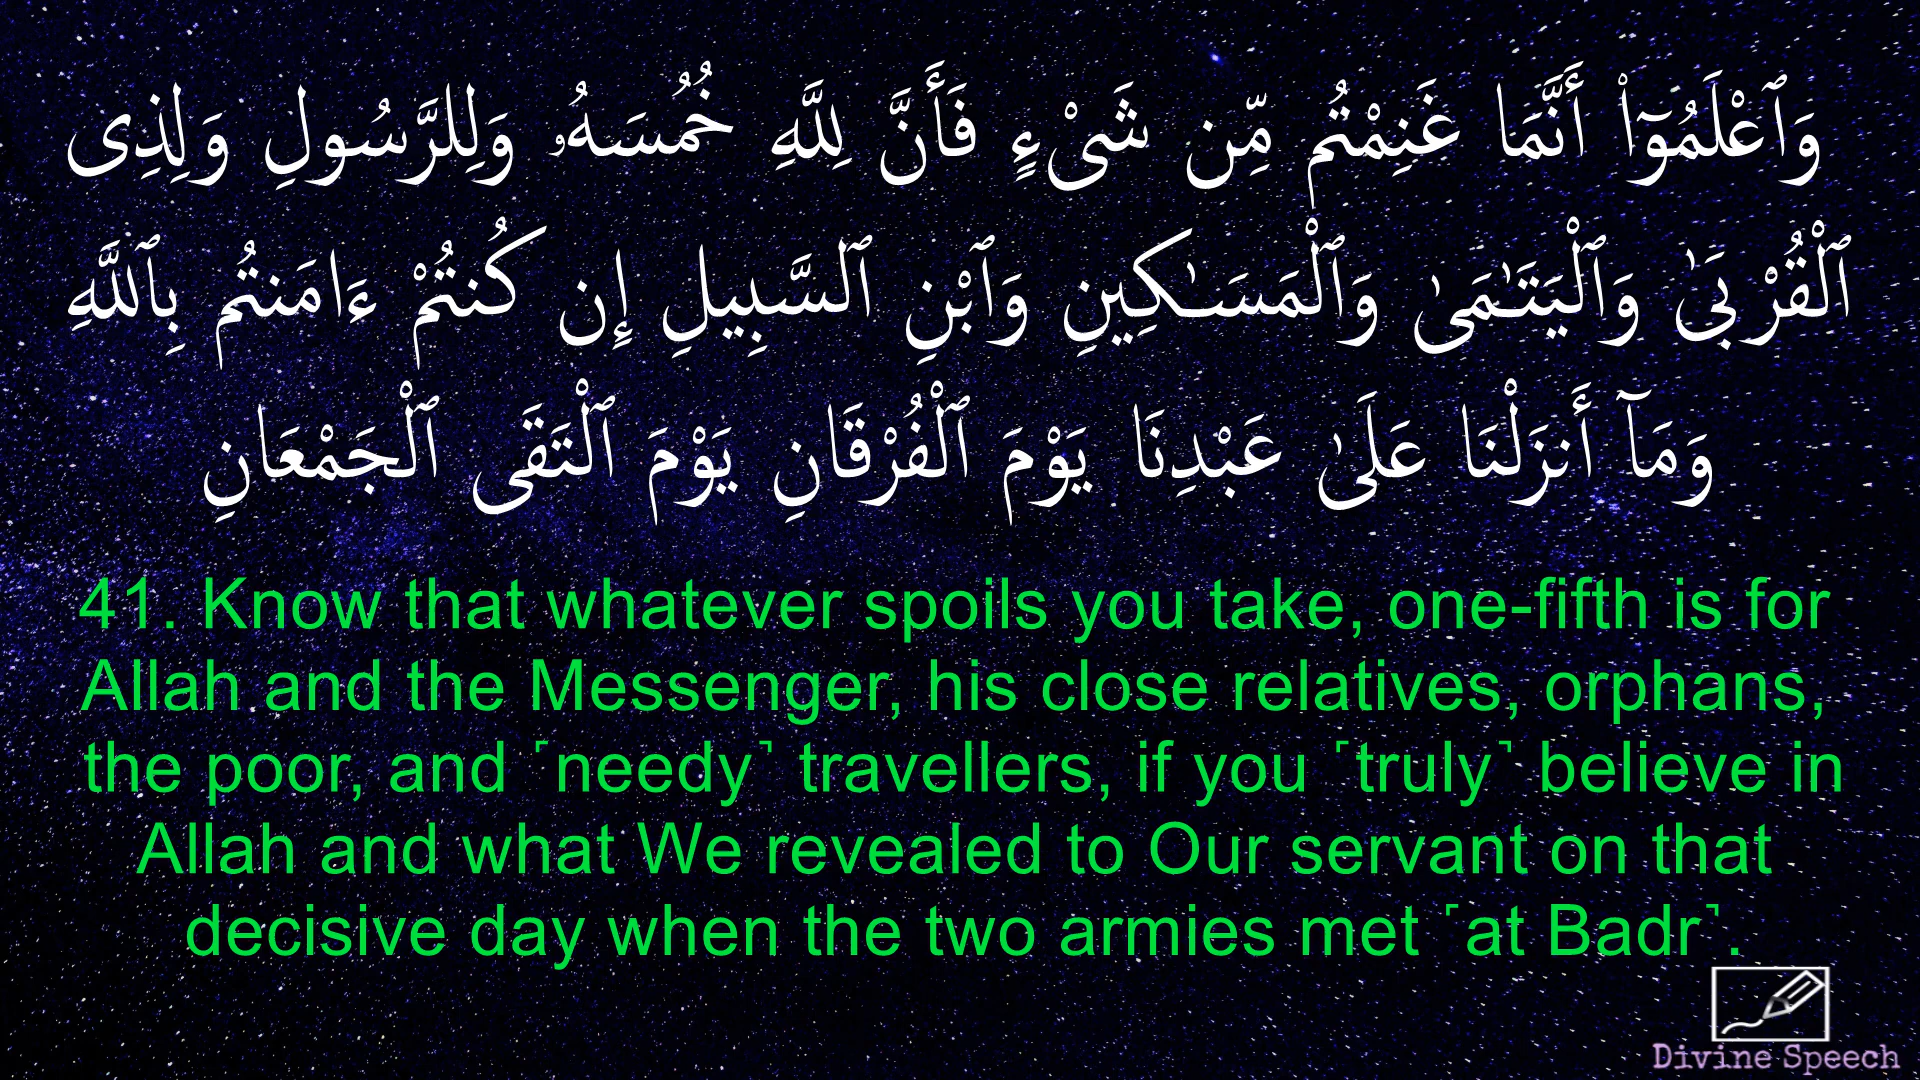 وَٱعْلَمُوٓا۟ أَنَّمَا غَنِمْتُم مِّن شَىْءٍ فَأَنَّ لِلَّهِ خُمُسَهُۥ وَلِلرَّسُولِ وَلِذِى
ٱلْقُرْبَىٰ وَٱلْيَتَـٰمَىٰ وَٱلْمَسَـٰكِينِ وَٱبْنِ ٱلسَّبِيلِ إِن كُنتُمْ ءَامَنتُم بِٱللَّهِ
وَمَآ أَنزَلْنَا عَلَىٰ عَبْدِنَا يَوْمَ ٱلْفُرْقَانِ يَوْمَ ٱلْتَقَى ٱلْجَمْعَانِ
41. Know that whatever spoils you take, one-fifth is for
Allah and the Messenger, his close relatives, orphans,
the poor, and ˹needy˺ travellers, if you ˹truly˺ believe in
Allah and what We revealed to Our servant on that
decisive day when the two armies met ˹at Badr˺.
Divine Speech